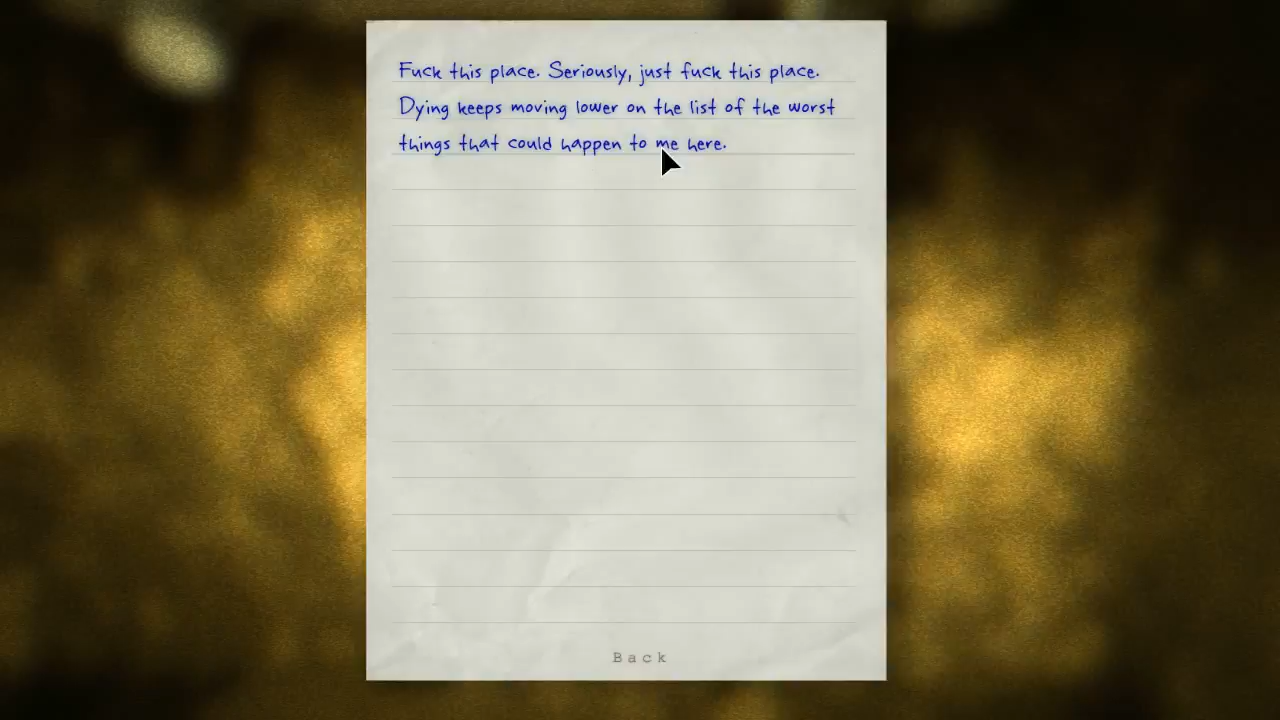 Fuck this place. Seriously, just fuck this place.
Dying keeps moving lower on the list of the worst
things that could happen to me here.
Back